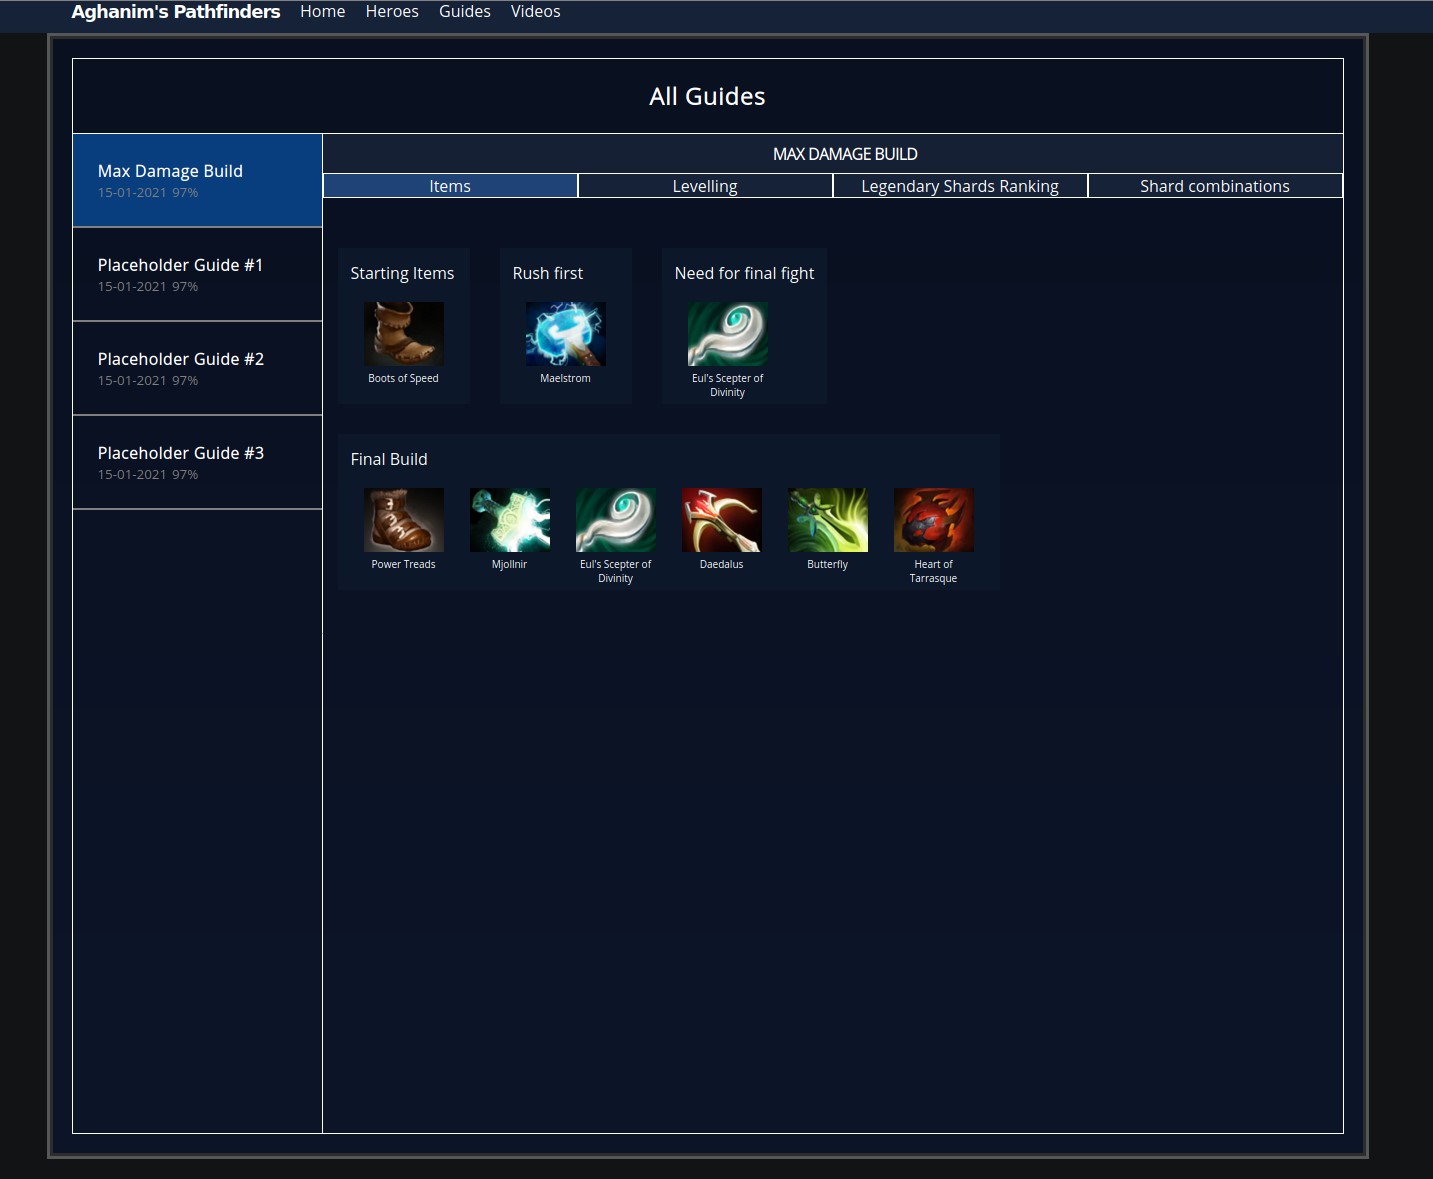 Aghanim's Pathfinders Home Heroes Guides Videos
All Guides
Max Damage Build
15-01-2021 97%
Placeholder Guide #1
15-01-2021 97%
Placeholder Guide #2
15-01-2021 97%
Placeholder Guide #3
15-01-2021 97%
MAX DAMAGE BUILD
Items Levelling Legendary Shards Ranking Shard combinations
Starting Items
Boots of Speed
Rush first
Maelstrom
Need for final fight
Eul's Scepter of
Divinity
Final Build
Power Treads
Mjollnir
Eul's Scepter of
Divinity
Daedalus
Butterfly
Heart of
Tarrasque